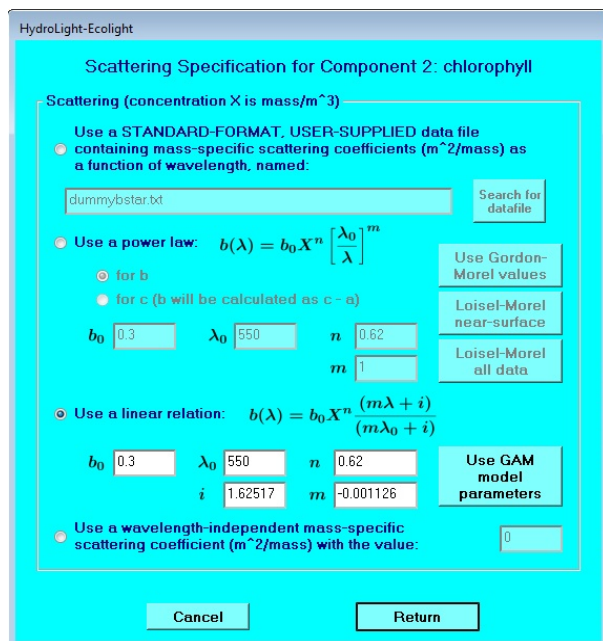 HydroLight-Ecolight
Scattering Specification for Component 2: chlorophyll
Scattering (concentration X is mass/m^3)
Use a STANDARD-FORMAT, USER-SUPPLIED data file
containing mass-specific scattering coefficients (m^2/mass) as
a function of wavelength, named:
dummybstar.txt
Search for
datafile
Use a power law: b(λ) = b₀Xⁿ [λ₀/λ]ᵐ
for b
for c (b will be calculated as c - a)
Use Gordon-
Morel values
Loisel-Morel
near-surface
Loisel-Morel
all data
b₀ 0.3 λ₀ 550 n 0.62
m 1
Use a linear relation: b(λ) = b₀Xⁿ (mλ + i)/(mλ₀ + i)
b₀ 0.3 λ₀ 550 n 0.62
i 1.62517 m -0.001126
Use GAM
model
parameters
Use a wavelength-independent mass-specific
scattering coefficient (m^2/mass) with the value: 0
Cancel Return